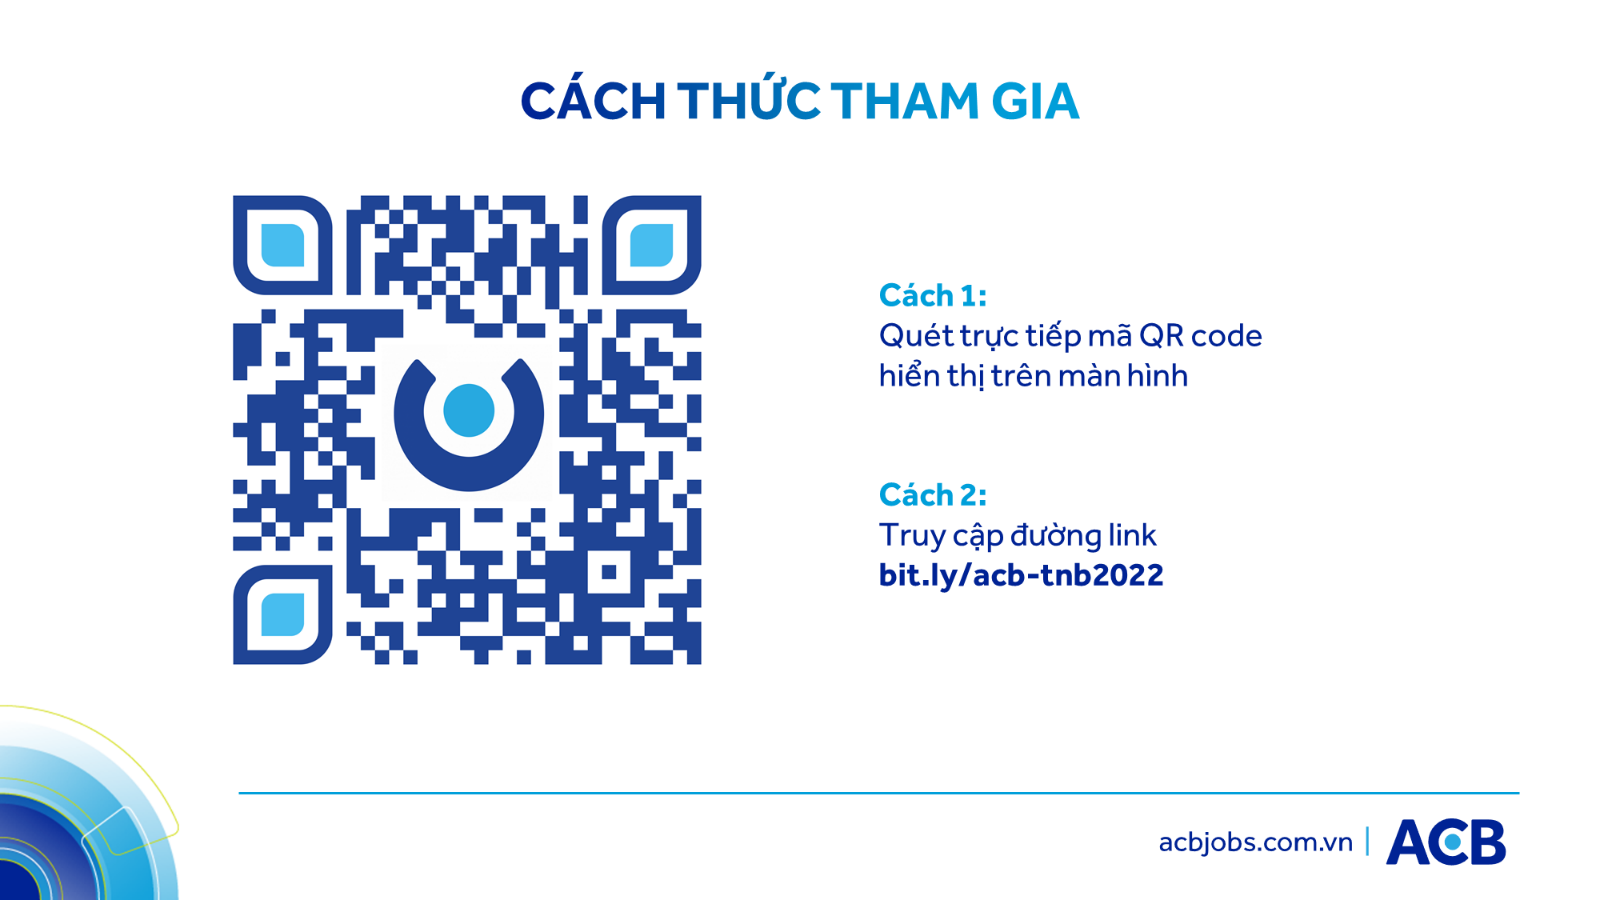 CÁCH THỨC THAM GIA
Cách 1:
Quét trực tiếp mã QR code
hiển thị trên màn hình
Cách 2:
Truy cập đường link
bit.ly/acb-tnb2022
acbjobs.com.vn | ACB